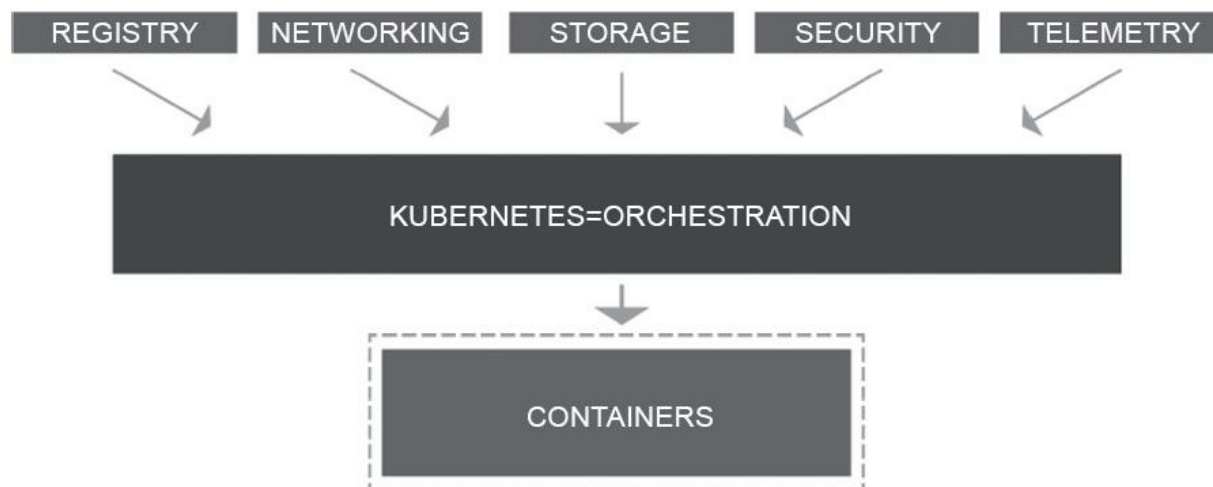 REGISTRY
NETWORKING
STORAGE
SECURITY
TELEMETRY
KUBERNETES=ORCHESTRATION
CONTAINERS